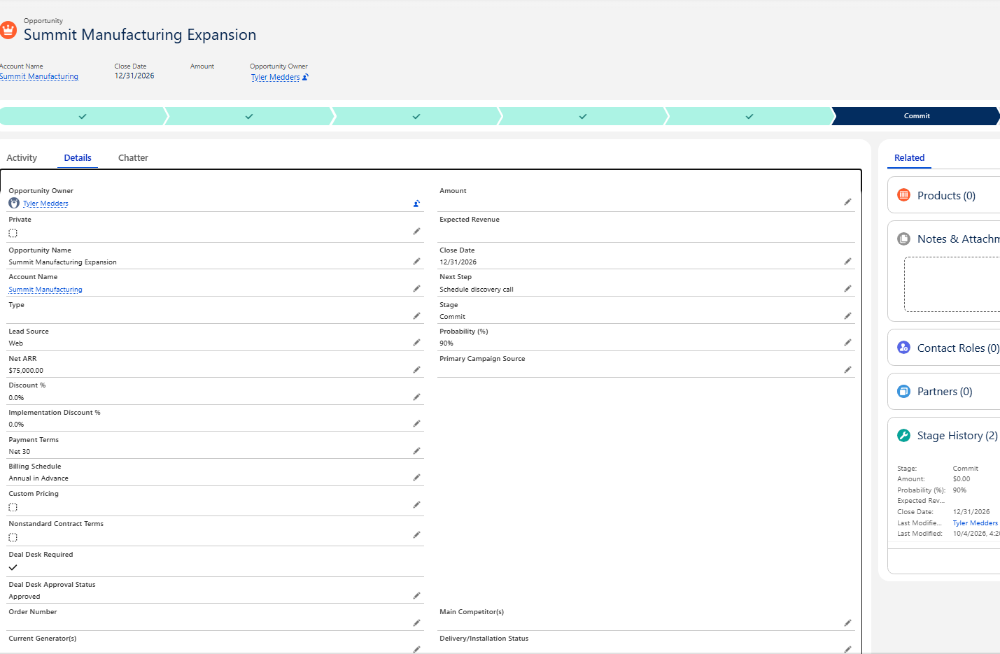 Opportunity
Summit Manufacturing Expansion
Account Name
Close Date
Amount
Opportunity Owner
Summit Manufacturing
12/31/2026
Tyler Medders
Commit
Activity
Details
Chatter
Related
Opportunity Owner
Tyler Medders
Private
Opportunity Name
Summit Manufacturing Expansion
Account Name
Summit Manufacturing
Type
Lead Source
Web
Net ARR
$75,000.00
Discount %
0.0%
Implementation Discount %
0.0%
Payment Terms
Net 30
Billing Schedule
Annual in Advance
Custom Pricing
Nonstandard Contract Terms
Deal Desk Required
Deal Desk Approval Status
Approved
Order Number
Current Generator(s)
Amount
Expected Revenue
Close Date
12/31/2026
Next Step
Schedule discovery call
Stage
Commit
Probability (%)
90%
Primary Campaign Source
Main Competitor(s)
Delivery/Installation Status
Products (0)
Notes & Attachm
Contact Roles (0)
Partners (0)
Stage History (2)
Stage: Commit
Amount: $0.00
Probability (%): 90%
Expected Rev...
Close Date: 12/31/2026
Last Modifie... Tyler Medders
Last Modified: 10/4/2026, 4:2